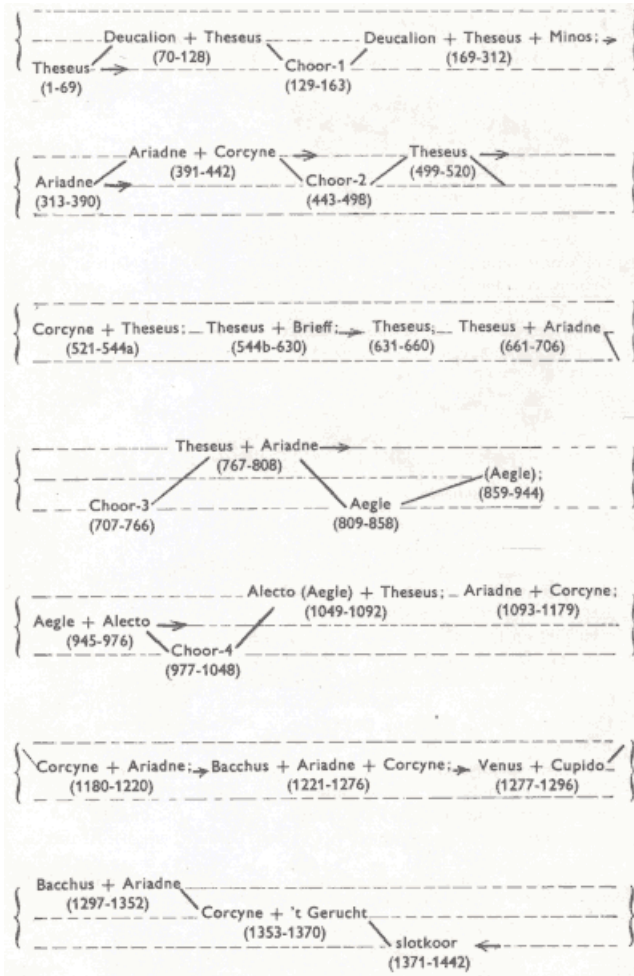 Deucalion + Theseus
(70-128)
Deucalion + Theseus + Minos;
(169-312)
Theseus
(1-69)
Choor-1
(129-163)
Ariadne + Corcyne
(391-442)
Theseus
(499-520)
Ariadne
(313-390)
Choor-2
(443-498)
Corcyne + Theseus; Theseus + Brieff; Theseus; Theseus + Ariadne
(521-544a) (544b-630) (631-660) (661-706)
Theseus + Ariadne
(767-808)
(Aegle);
(859-944)
Choor-3
(707-766)
Aegle
(809-858)
Alecto (Aegle) + Theseus; Ariadne + Corcyne;
(1049-1092) (1093-1179)
Aegle + Alecto
(945-976)
Choor-4
(977-1048)
Corcyne + Ariadne; Bacchus + Ariadne + Corcyne; Venus + Cupido
(1180-1220) (1221-1276) (1277-1296)
Bacchus + Ariadne
(1297-1352)
Corcyne + 't Gerucht
(1353-1370)
slotkoor
(1371-1442)